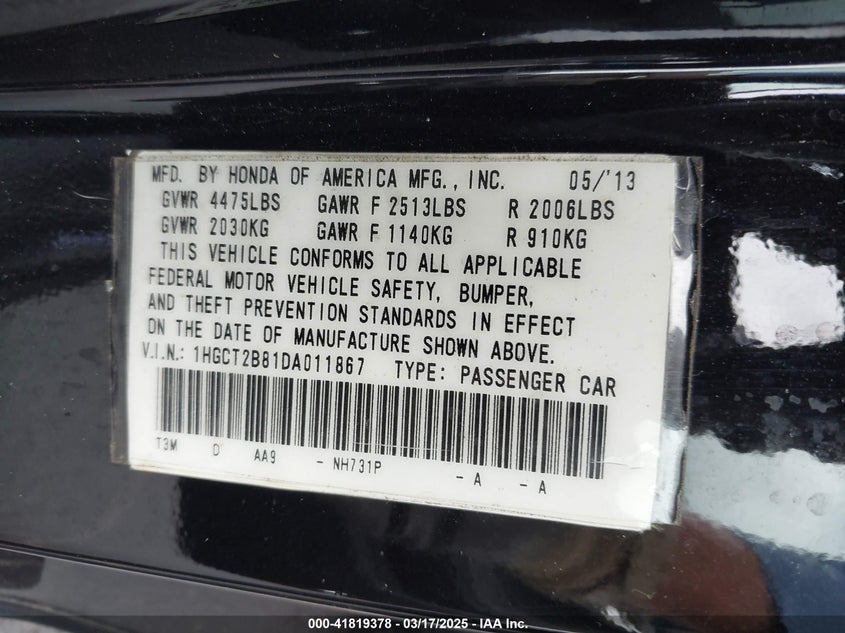 MFD. BY HONDA OF AMERICA MFG., INC. 05/'13
GVWR 4475LBS GAWR F 2513LBS R 2006LBS
GVWR 2030KG GAWR F 1140KG R 910KG
THIS VEHICLE CONFORMS TO ALL APPLICABLE
FEDERAL MOTOR VEHICLE SAFETY, BUMPER,
AND THEFT PREVENTION STANDARDS IN EFFECT
ON THE DATE OF MANUFACTURE SHOWN ABOVE.
V.I.N.: 1HGCT2B81DA011867 TYPE: PASSENGER CAR
T3M D AA9 - NH731P - A - A
000-41819378 - 03/17/2025 - IAA Inc.